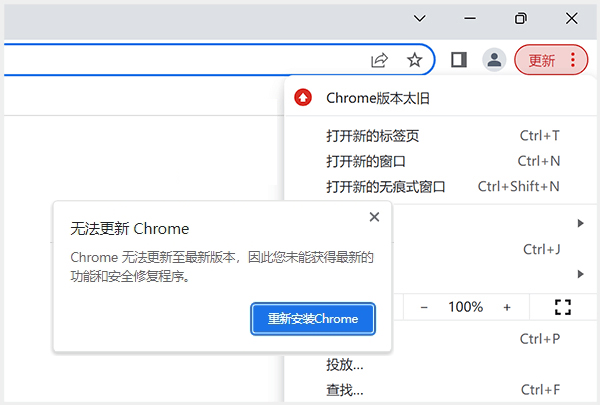 更新
Chrome版本太旧
打开新的标签页 Ctrl+T
打开新的窗口 Ctrl+N
打开新的无痕式窗口 Ctrl+Shift+N
无法更新 Chrome
Chrome 无法更新至最新版本，因此您未能获得最新的
功能和安全修复程序。
重新安装Chrome
Ctrl+J
− 100% +
Ctrl+P
投放...
查找... Ctrl+F